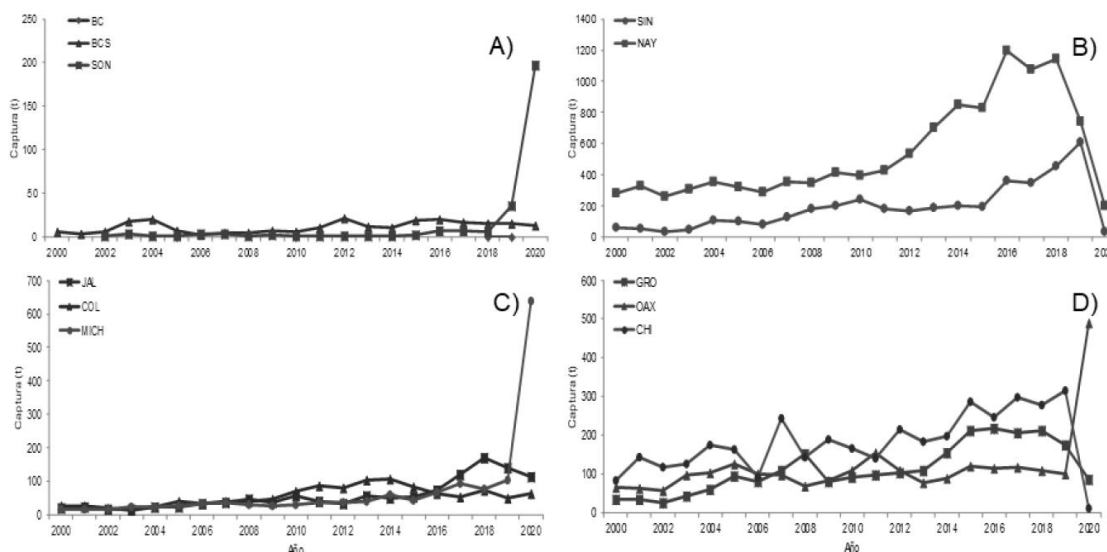 A)
BC
BCS
SON
Captura (t)
250
200
150
100
50
0
2000 2002 2004 2006 2008 2010 2012 2014 2016 2018 2020
B)
SIN
NAY
Captura (t)
1400
1200
1000
800
600
400
200
0
2000 2002 2004 2006 2008 2010 2012 2014 2016 2018 202
C)
JAL
COL
MICH
Captura (t)
700
600
500
400
300
200
100
0
2000 2002 2004 2006 2008 2010 2012 2014 2016 2018 2020
Año
D)
GRO
OAX
CHI
Captura (t)
600
500
400
300
200
100
0
2000 2002 2004 2006 2008 2010 2012 2014 2016 2018 2020
Año